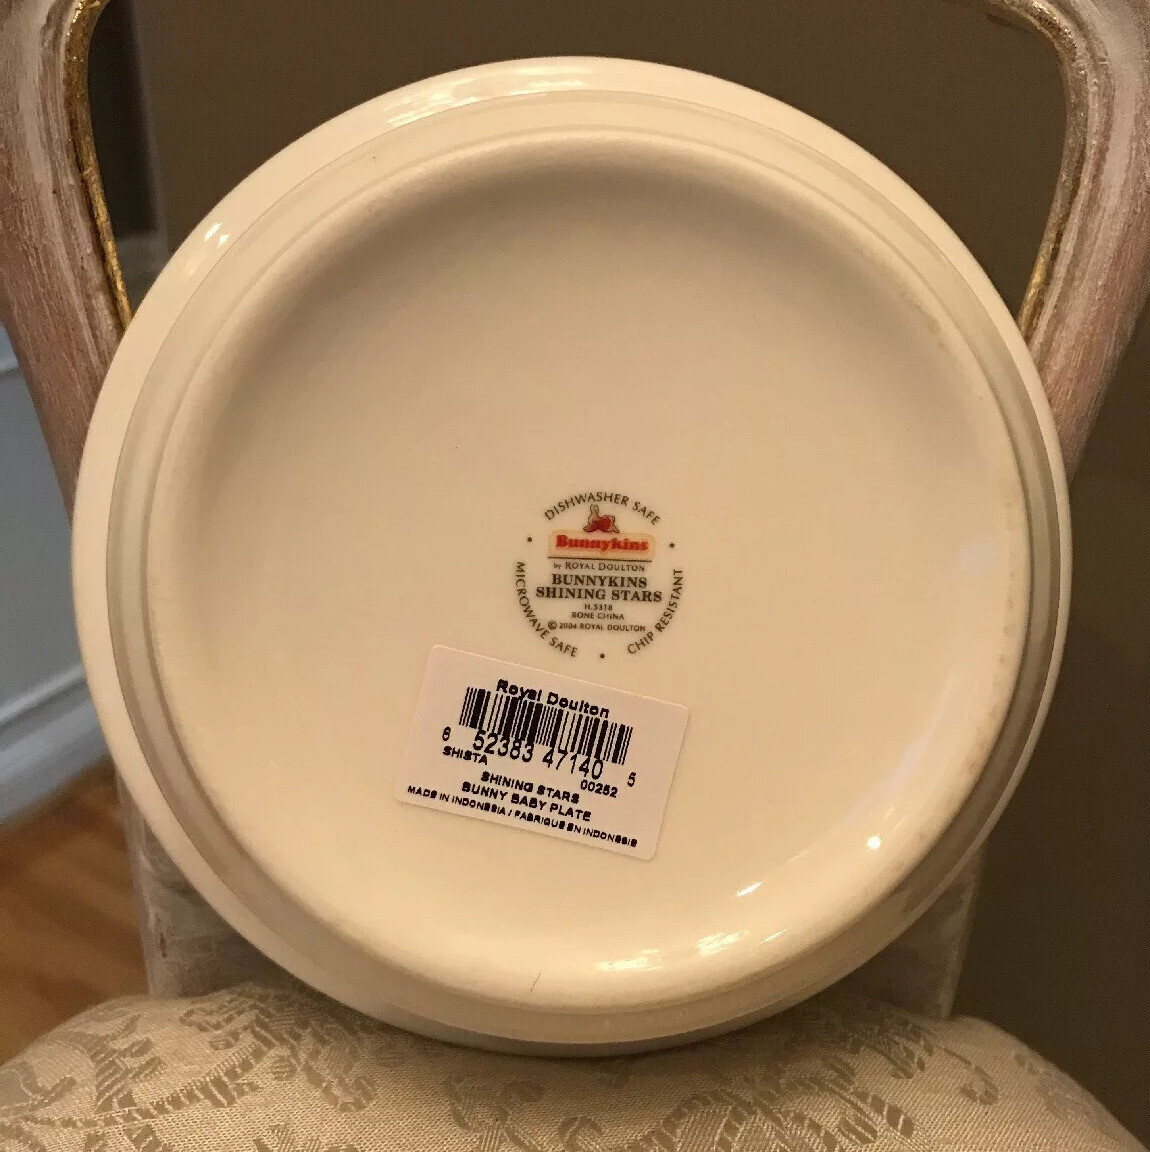 DISHWASHER SAFE
Bunnykins
by ROYAL DOULTON
BUNNYKINS
SHINING STARS
H.5318
BONE CHINA
© 2004 ROYAL DOULTON
MICROWAVE SAFE
CHIP RESISTANT
Royal Doulton
6 52383 47140 5
SHISTA 00252
SHINING STARS
BUNNY BABY PLATE
MADE IN INDONESIA / FABRIQUE EN INDONESIE